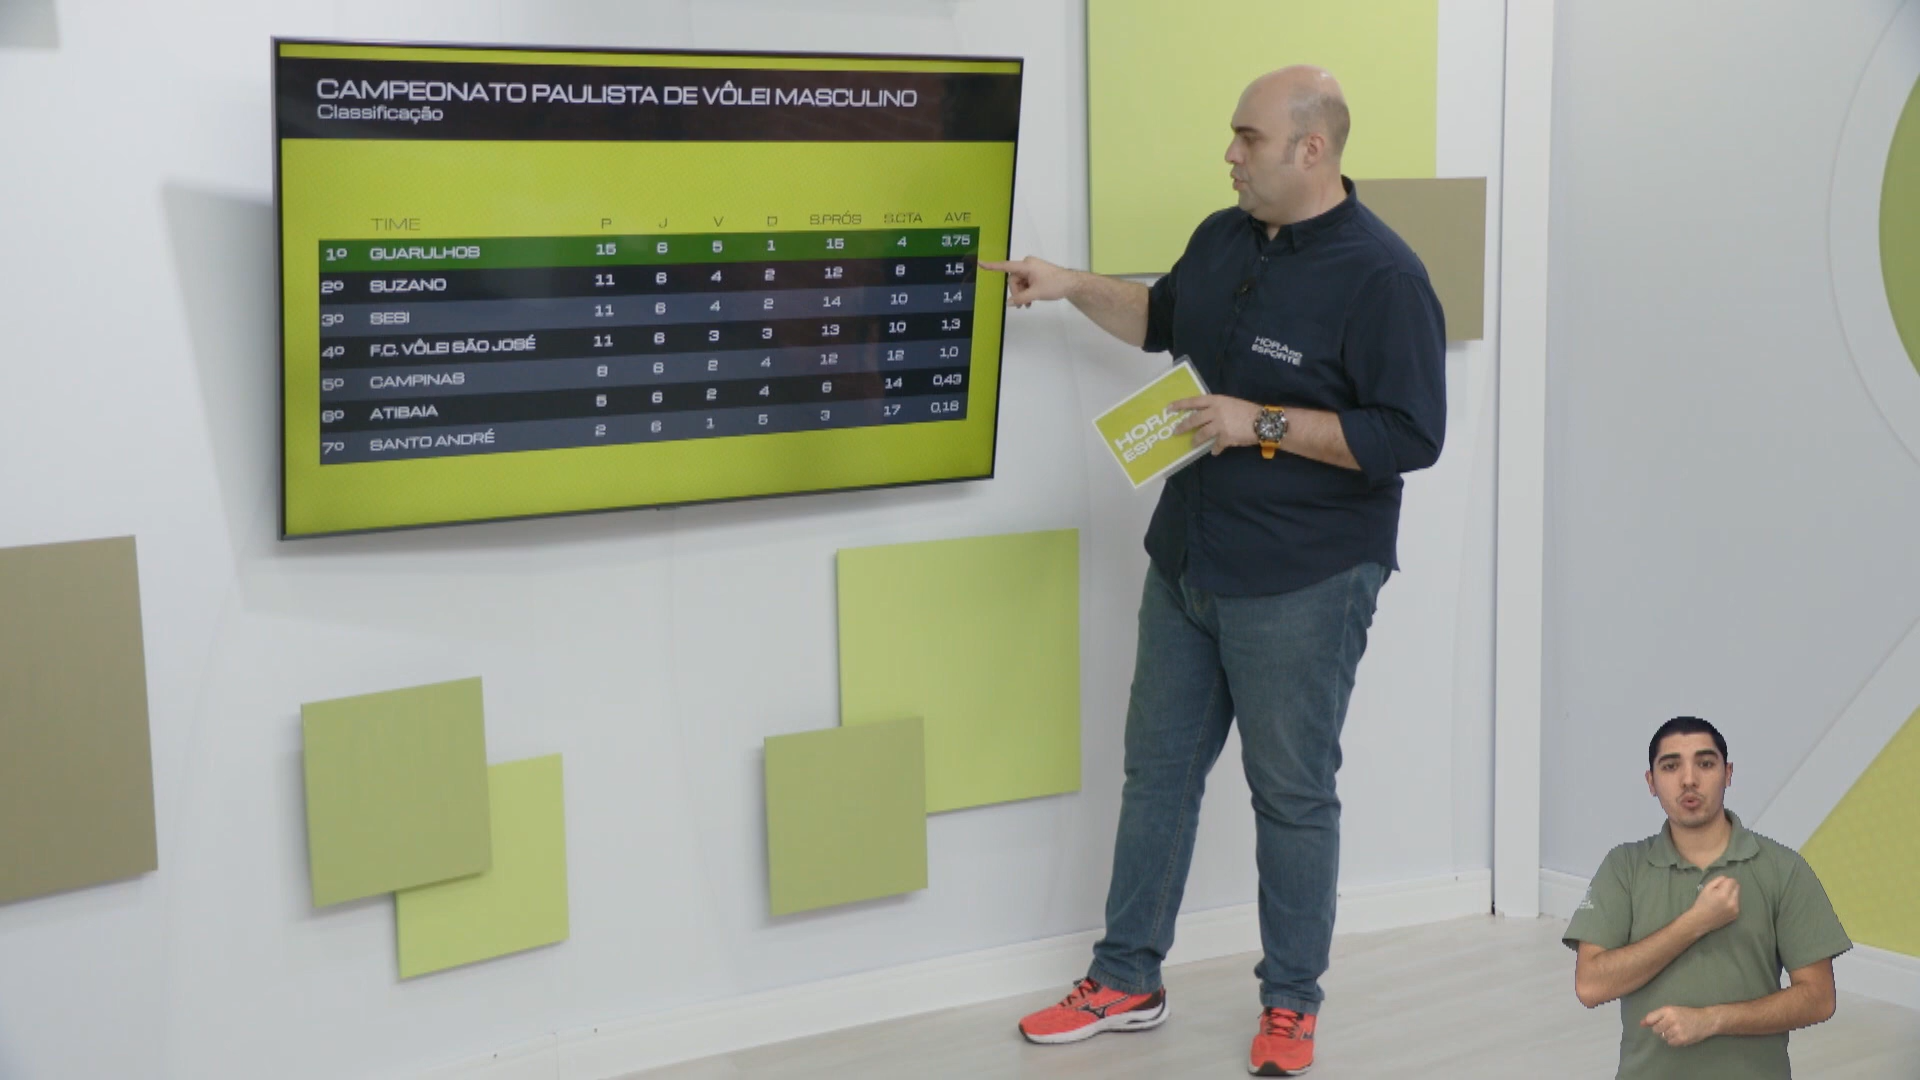 CAMPEONATO PAULISTA DE VÔLEI MASCULINO
Classificação
TIME P J V D S.PRÓS S.CTA AVE
1º GUARULHOS 15 6 5 1 15 4 3,75
2º SUZANO 11 6 4 2 12 8 1,5
3º SESI 11 6 4 2 14 10 1,4
4º F.C. VÔLEI SÃO JOSÉ 11 6 3 3 13 10 1,3
5º CAMPINAS 8 6 2 4 12 12 1,0
6º ATIBAIA 5 6 2 4 6 14 0,43
7º SANTO ANDRÉ 2 6 1 5 3 17 0,18
HORA DO
ESPORTE
HORA
ESPOR